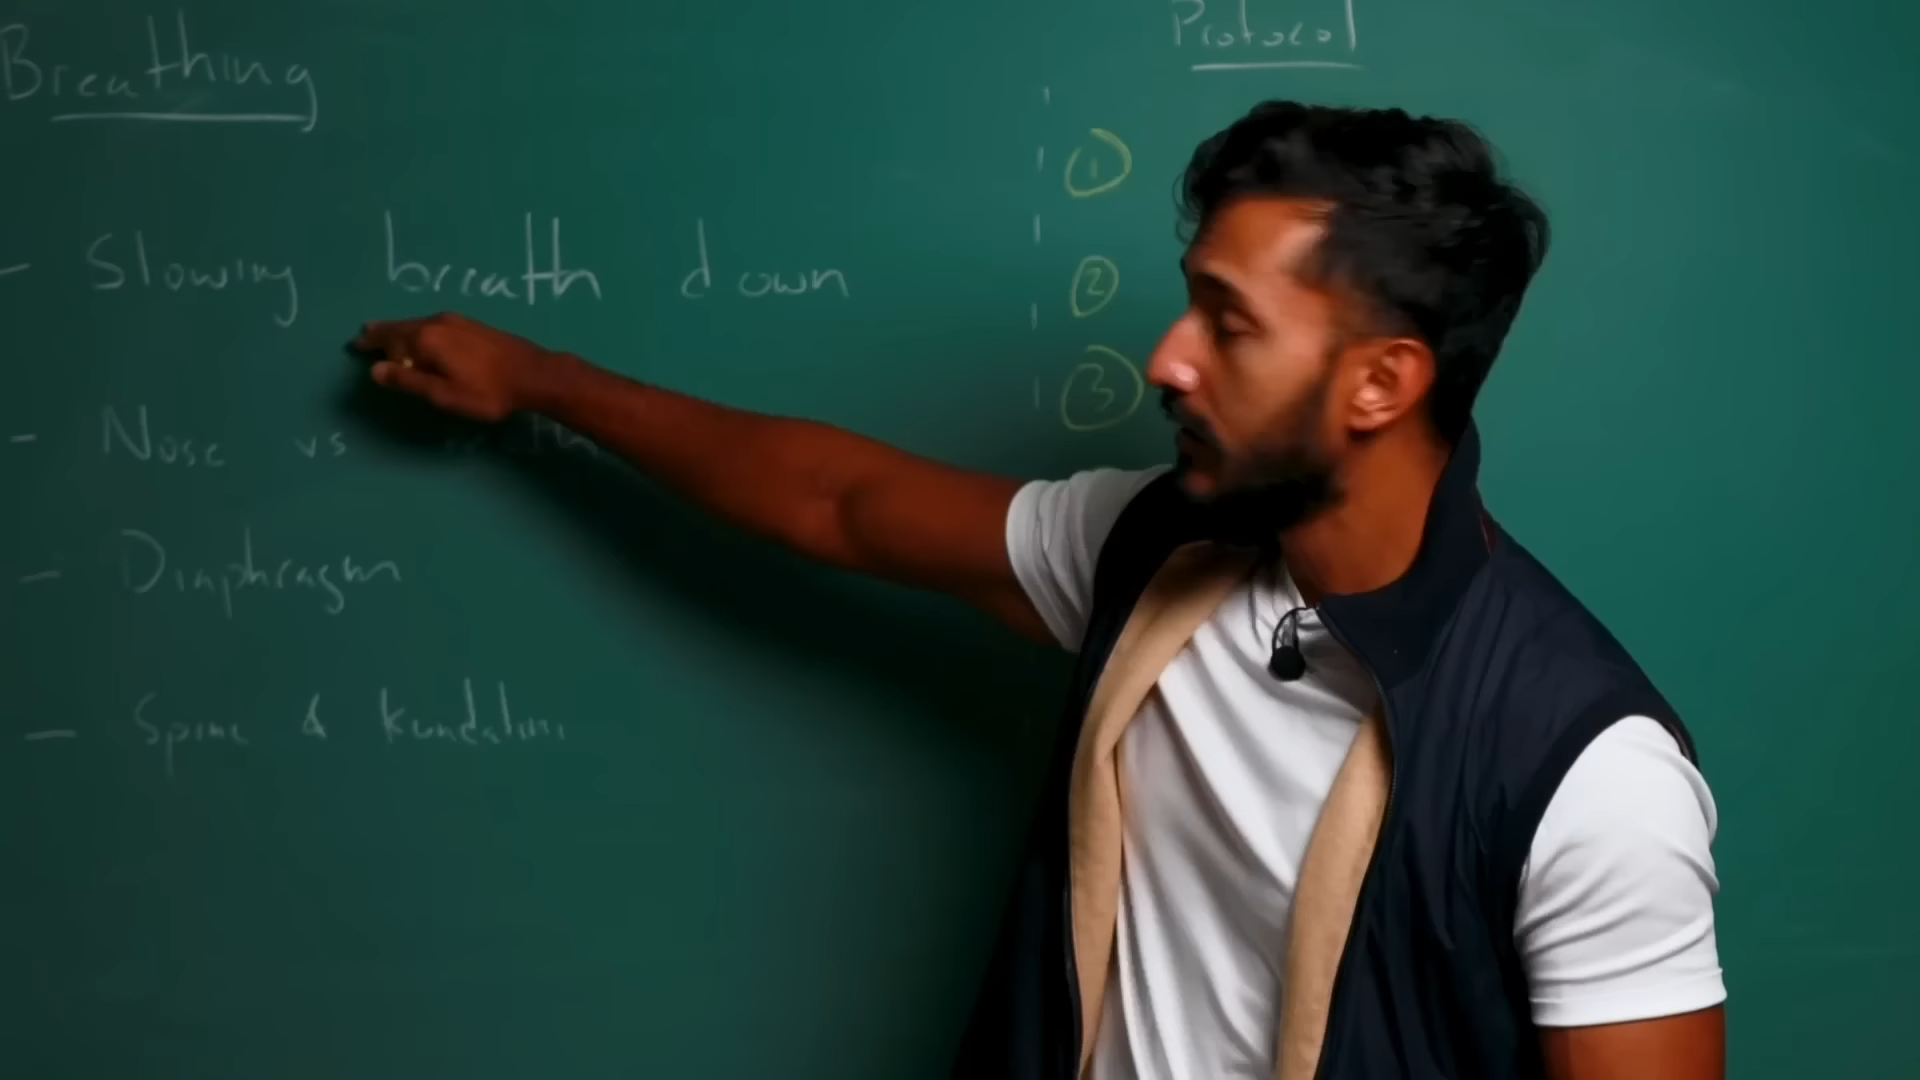 Breathing
- Slowing breath down
- Nose vs
- Diaphragm
- Spine & Kundalini
Protocol
1
2
3